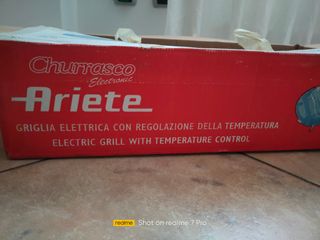 Churrasco
Electronic
Ariete
GRIGLIA ELETTRICA CON REGOLAZIONE DELLA TEMPERATURA
ELECTRIC GRILL WITH TEMPERATURE CONTROL
realme
Shot on realme 7 Pro